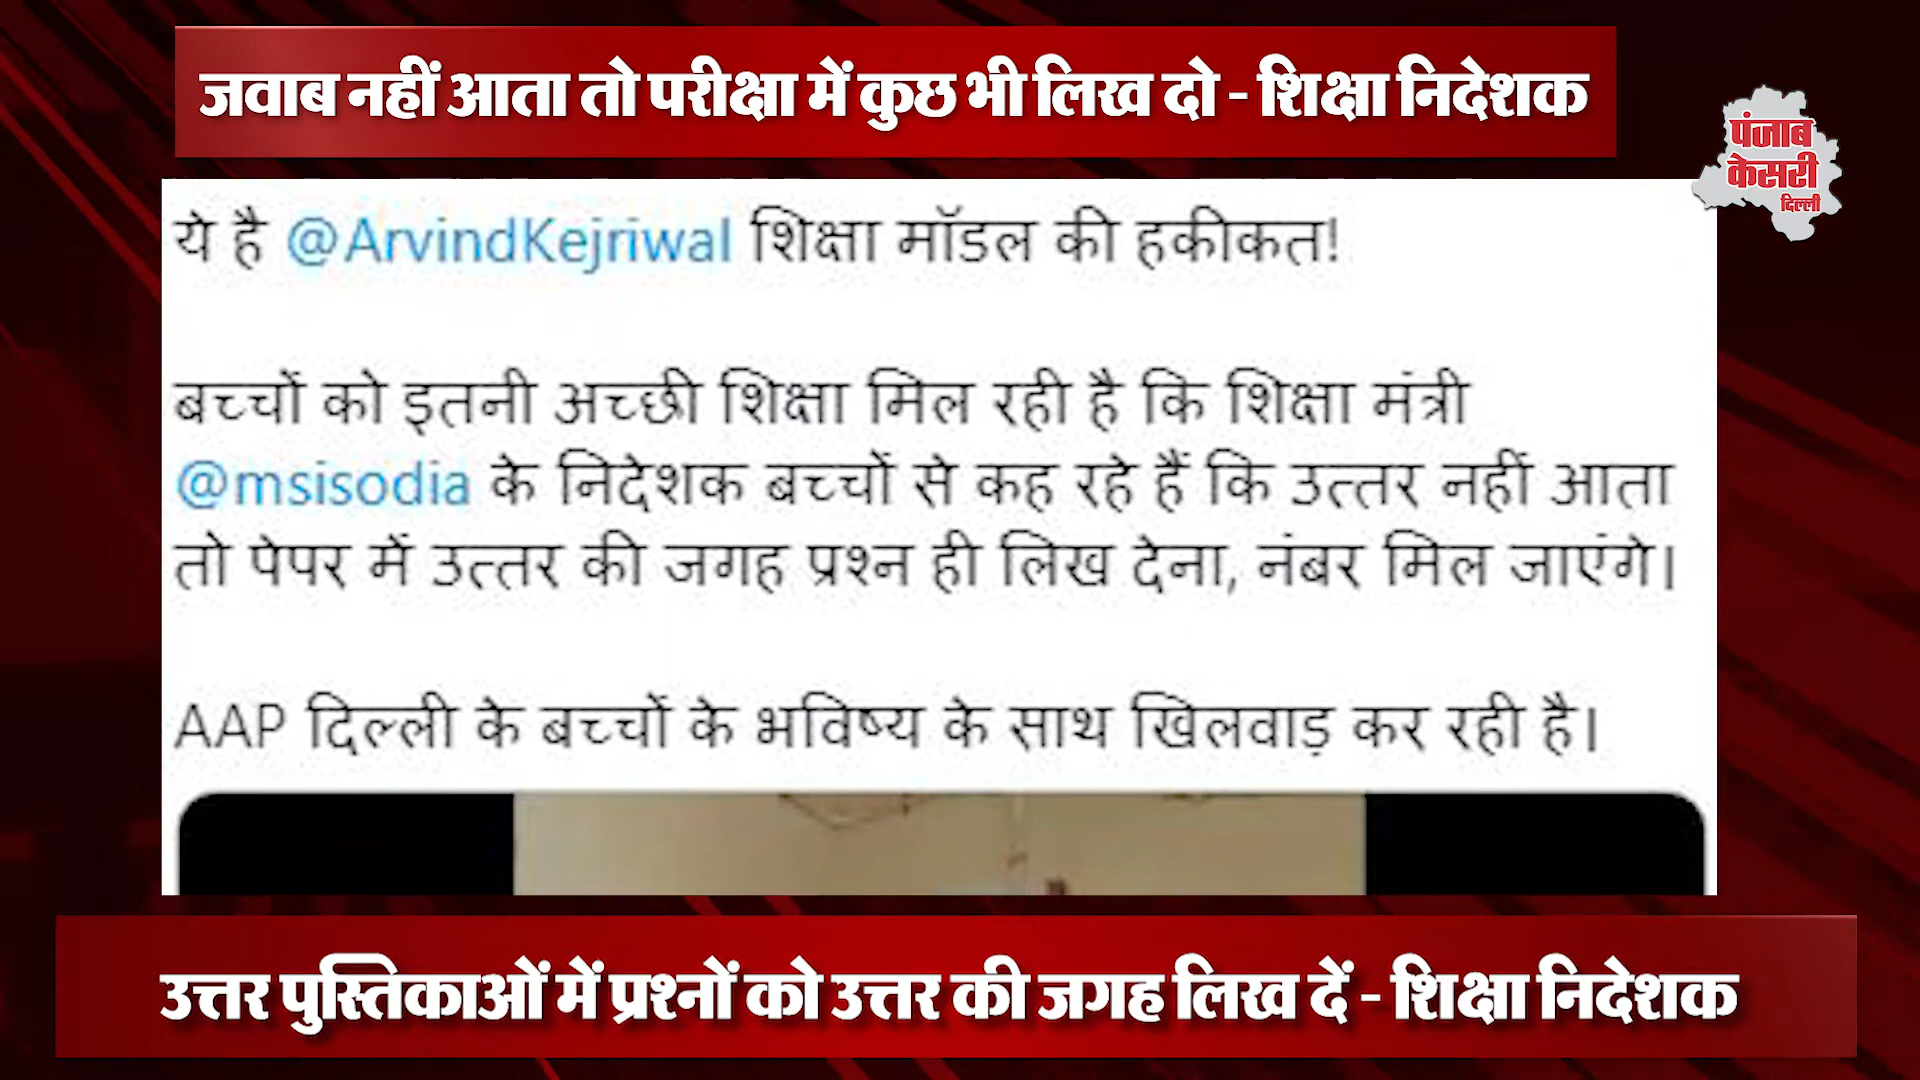 जवाब नहीं आता तो परीक्षा में कुछ भी लिख दो - शिक्षा निदेशक
पंजाब
केसरी
दिल्ली
ये है @ArvindKejriwal शिक्षा मॉडल की हकीकत!
बच्चों को इतनी अच्छी शिक्षा मिल रही है कि शिक्षा मंत्री
@msisodia के निदेशक बच्चों से कह रहे हैं कि उत्तर नहीं आता
तो पेपर में उत्तर की जगह प्रश्न ही लिख देना, नंबर मिल जाएंगे।
AAP दिल्ली के बच्चों के भविष्य के साथ खिलवाड़ कर रही है।
उत्तर पुस्तिकाओं में प्रश्नों को उत्तर की जगह लिख दें - शिक्षा निदेशक